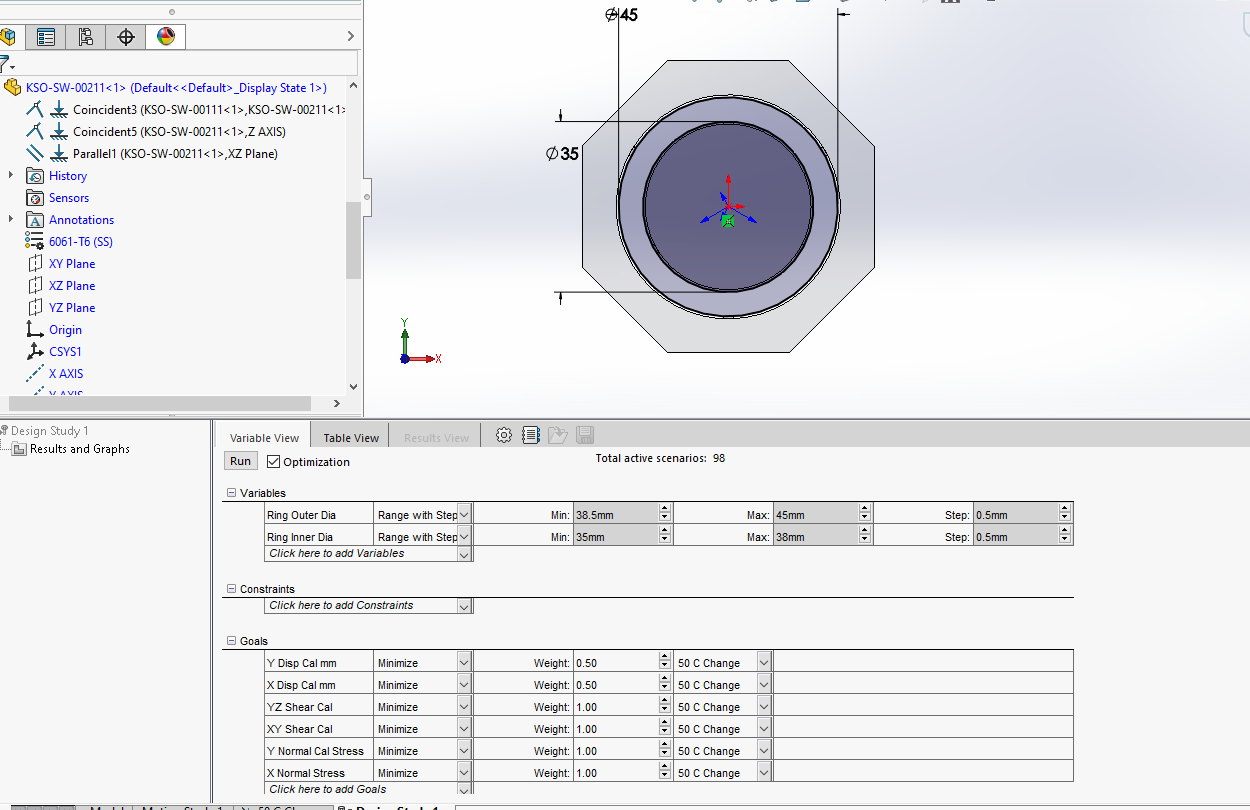 KSO-SW-00211<1> (Default<<Default>_Display State 1>)
Coincident3 (KSO-SW-00111<1>,KSO-SW-00211<1>
Coincident5 (KSO-SW-00211<1>,Z AXIS)
Parallel1 (KSO-SW-00211<1>,XZ Plane)
History
Sensors
Annotations
6061-T6 (SS)
XY Plane
XZ Plane
YZ Plane
Origin
CSYS1
X AXIS
Y AXIS
⌀45
⌀35
Y
X
Design Study 1
Results and Graphs
Variable View Table View Results View
Run Optimization Total active scenarios: 98
Variables
Ring Outer Dia Range with Step Min: 38.5mm Max: 45mm Step: 0.5mm
Ring Inner Dia Range with Step Min: 35mm Max: 38mm Step: 0.5mm
Click here to add Variables
Constraints
Click here to add Constraints
Goals
Y Disp Cal mm Minimize Weight: 0.50 50 C Change
X Disp Cal mm Minimize Weight: 0.50 50 C Change
YZ Shear Cal Minimize Weight: 1.00 50 C Change
XY Shear Cal Minimize Weight: 1.00 50 C Change
Y Normal Cal Stress Minimize Weight: 1.00 50 C Change
X Normal Stress Minimize Weight: 1.00 50 C Change
Click here to add Goals